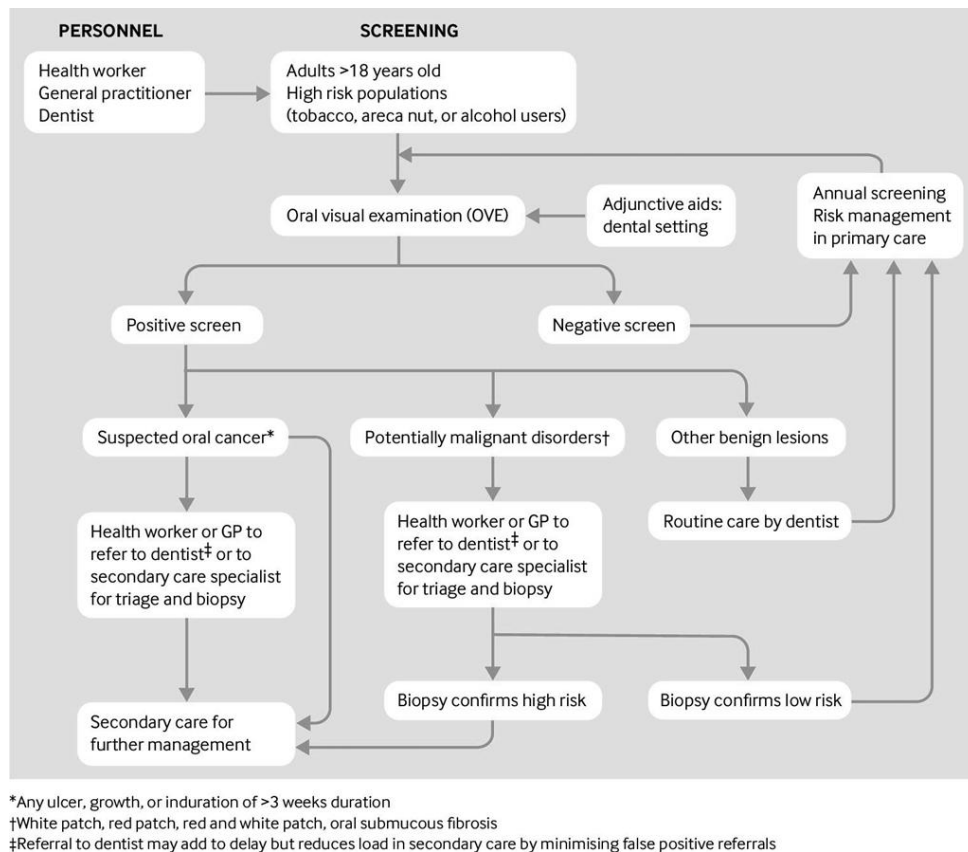 PERSONNEL
SCREENING
Health worker
General practitioner
Dentist
Adults >18 years old
High risk populations
(tobacco, areca nut, or alcohol users)
Oral visual examination (OVE)
Adjunctive aids:
dental setting
Annual screening
Risk management
in primary care
Positive screen
Negative screen
Suspected oral cancer*
Potentially malignant disorders†
Other benign lesions
Health worker or GP to
refer to dentist‡ or to
secondary care specialist
for triage and biopsy
Health worker or GP to
refer to dentist‡ or to
secondary care specialist
for triage and biopsy
Routine care by dentist
Secondary care for
further management
Biopsy confirms high risk
Biopsy confirms low risk
*Any ulcer, growth, or induration of >3 weeks duration
†White patch, red patch, red and white patch, oral submucous fibrosis
‡Referral to dentist may add to delay but reduces load in secondary care by minimising false positive referrals